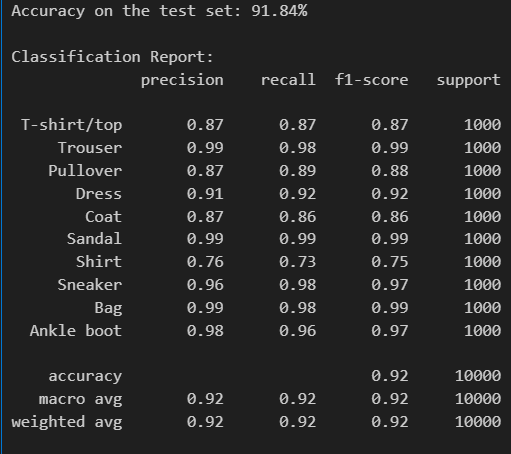 Accuracy on the test set: 91.84%
Classification Report:
precision recall f1-score support
T-shirt/top 0.87 0.87 0.87 1000
Trouser 0.99 0.98 0.99 1000
Pullover 0.87 0.89 0.88 1000
Dress 0.91 0.92 0.92 1000
Coat 0.87 0.86 0.86 1000
Sandal 0.99 0.99 0.99 1000
Shirt 0.76 0.73 0.75 1000
Sneaker 0.96 0.98 0.97 1000
Bag 0.99 0.98 0.99 1000
Ankle boot 0.98 0.96 0.97 1000
accuracy 0.92 10000
macro avg 0.92 0.92 0.92 10000
weighted avg 0.92 0.92 0.92 10000